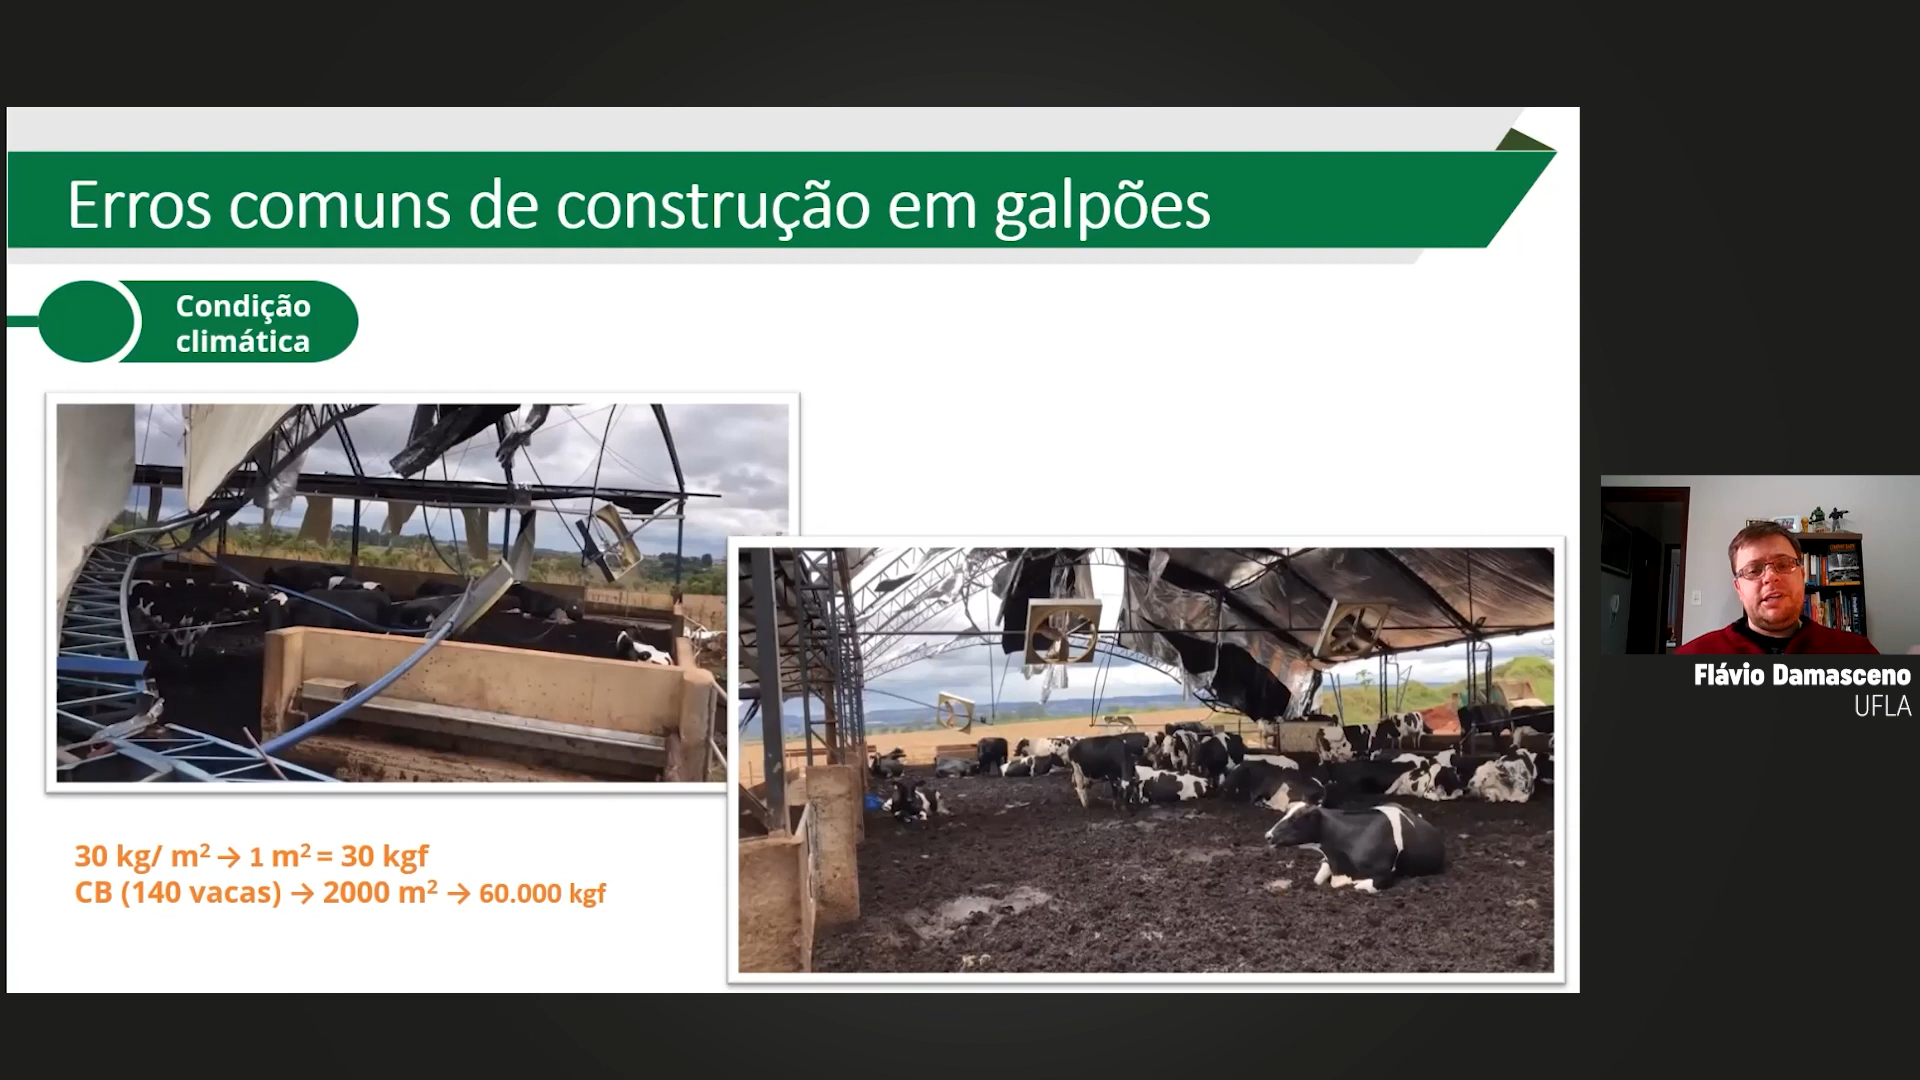 Erros comuns de construção em galpões
Condição
climática
30 kg/ m² → 1 m² = 30 kgf
CB (140 vacas) → 2000 m² → 60.000 kgf
Flávio Damasceno
UFLA